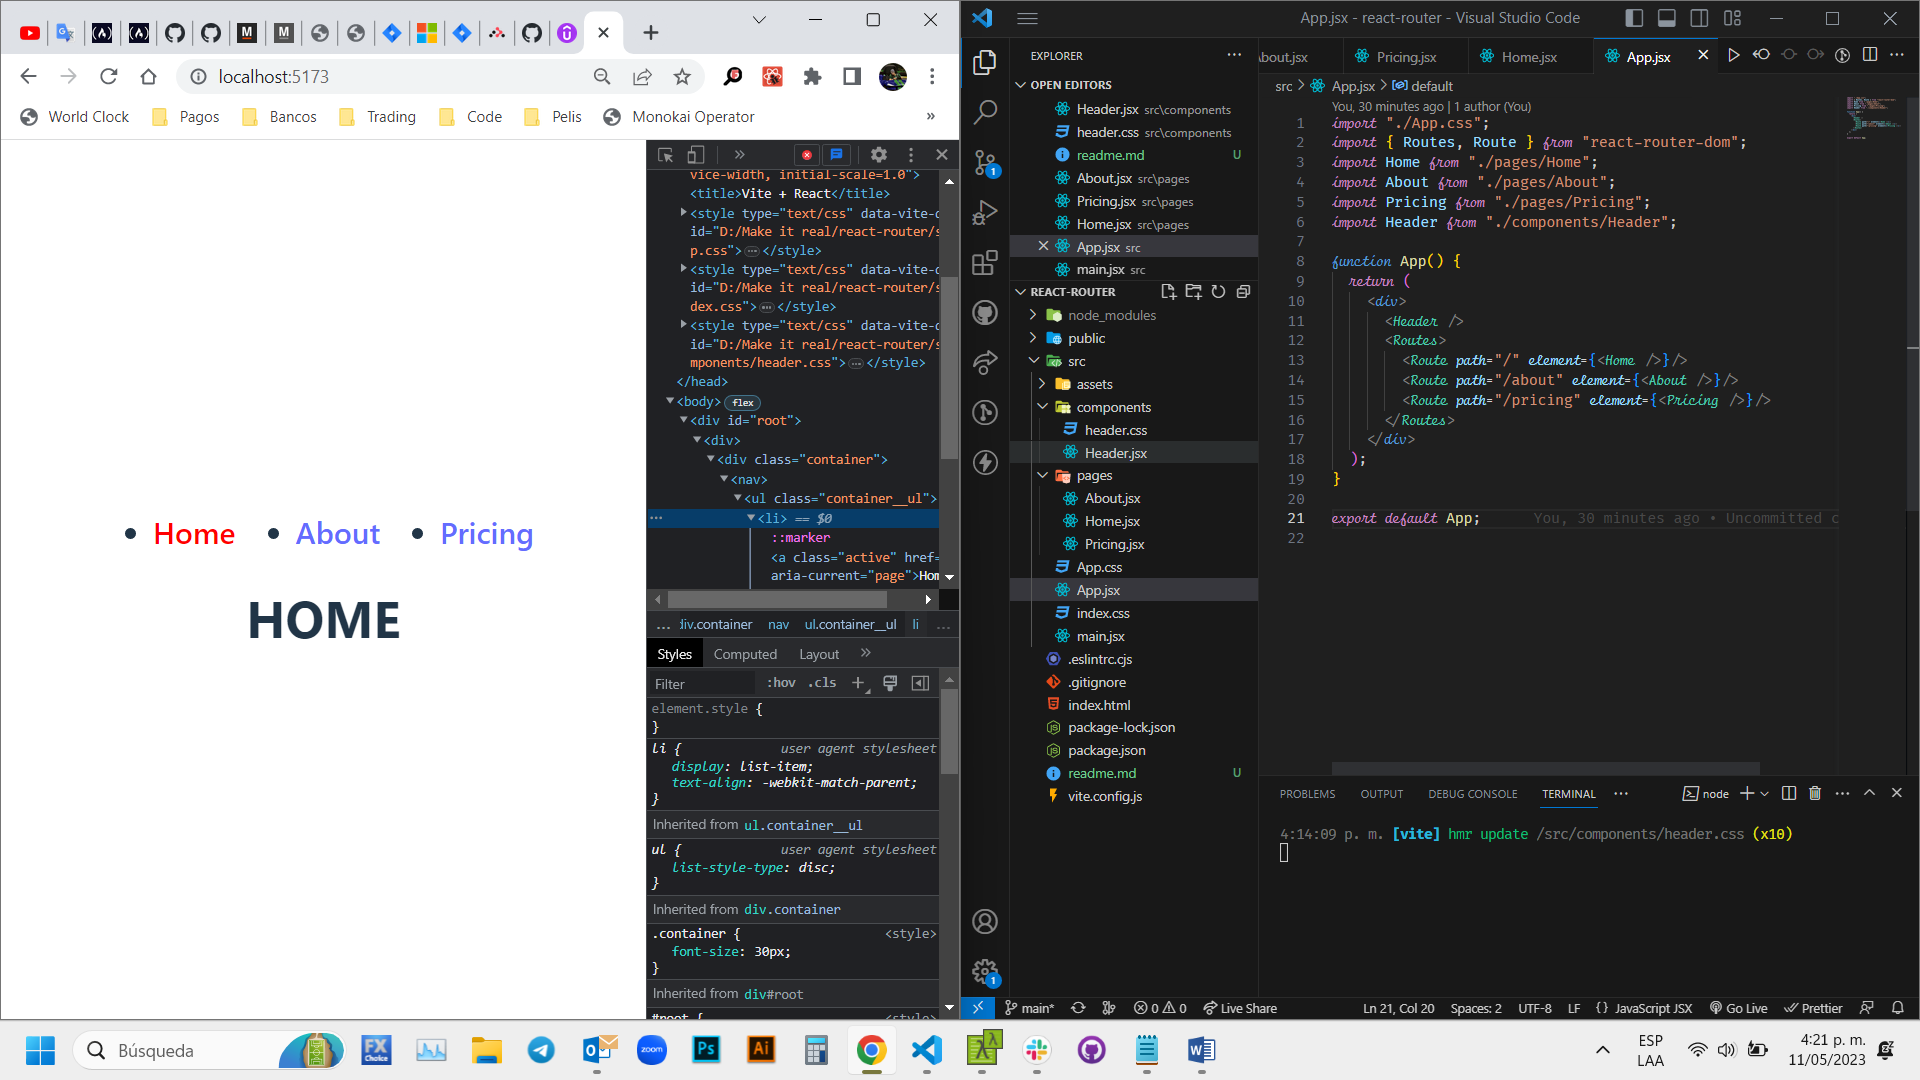 localhost:5173
World Clock
Pagos
Bancos
Trading
Code
Pelis
Monokai Operator
»
Home
About
Pricing
HOME
vice-width, initial-scale=1.0">
<title>Vite + React</title>
<style type="text/css" data-vite-d
id="D:/Make it real/react-router/s
p.css">⋯</style>
<style type="text/css" data-vite-d
id="D:/Make it real/react-router/s
dex.css">⋯</style>
<style type="text/css" data-vite-d
id="D:/Make it real/react-router/s
mponents/header.css">⋯</style>
</head>
<body> flex
<div id="root">
<div>
<div class="container">
<nav>
<ul class="container__ul">
<li> == $0
::marker
<a class="active" href=
aria-current="page">Hom
... div.container nav ul.container__ul li ...
Styles Computed Layout »
Filter :hov .cls
element.style {
}
li { user agent stylesheet
display: list-item;
text-align: -webkit-match-parent;
}
Inherited from ul.container__ul
ul { user agent stylesheet
list-style-type: disc;
}
Inherited from div.container
.container { <style>
font-size: 30px;
}
Inherited from div#root
#root { <style>
App.jsx - react-router - Visual Studio Code
EXPLORER
OPEN EDITORS
Header.jsx src\components
header.css src\components
readme.md U
About.jsx src\pages
Pricing.jsx src\pages
Home.jsx src\pages
App.jsx src
main.jsx src
REACT-ROUTER
node_modules
public
src
assets
components
header.css
Header.jsx
pages
About.jsx
Home.jsx
Pricing.jsx
App.css
App.jsx
index.css
main.jsx
.eslintrc.cjs
.gitignore
index.html
package-lock.json
package.json
readme.md U
vite.config.js
About.jsx Pricing.jsx Home.jsx App.jsx
src > App.jsx > default
You, 30 minutes ago | 1 author (You)
1 import "./App.css";
2 import { Routes, Route } from "react-router-dom";
3 import Home from "./pages/Home";
4 import About from "./pages/About";
5 import Pricing from "./pages/Pricing";
6 import Header from "./components/Header";
7
8 function App() {
9 return (
10 <div>
11 <Header />
12 <Routes>
13 <Route path="/" element={<Home />}/>
14 <Route path="/about" element={<About />}/>
15 <Route path="/pricing" element={<Pricing />}/>
16 </Routes>
17 </div>
18 );
19 }
20
21 export default App; You, 30 minutes ago • Uncommitted c
22
PROBLEMS OUTPUT DEBUG CONSOLE TERMINAL ... node
4:14:09 p. m. [vite] hmr update /src/components/header.css (x10)
main* 0 0 Live Share Ln 21, Col 20 Spaces: 2 UTF-8 LF {} JavaScript JSX Go Live Prettier
Búsqueda
FX Choice
zoom
Ps
Ai
ESP
LAA
4:21 p. m.
11/05/2023